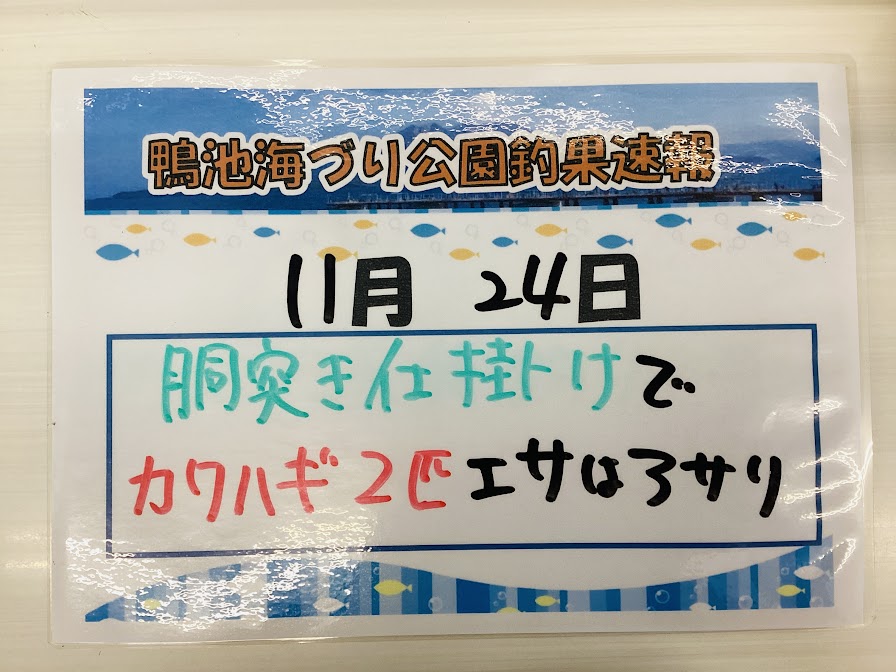 鴨池海づり公園釣果速報
11月 24日
胴突き仕掛けで
カワハギ2匹エサはアサリ